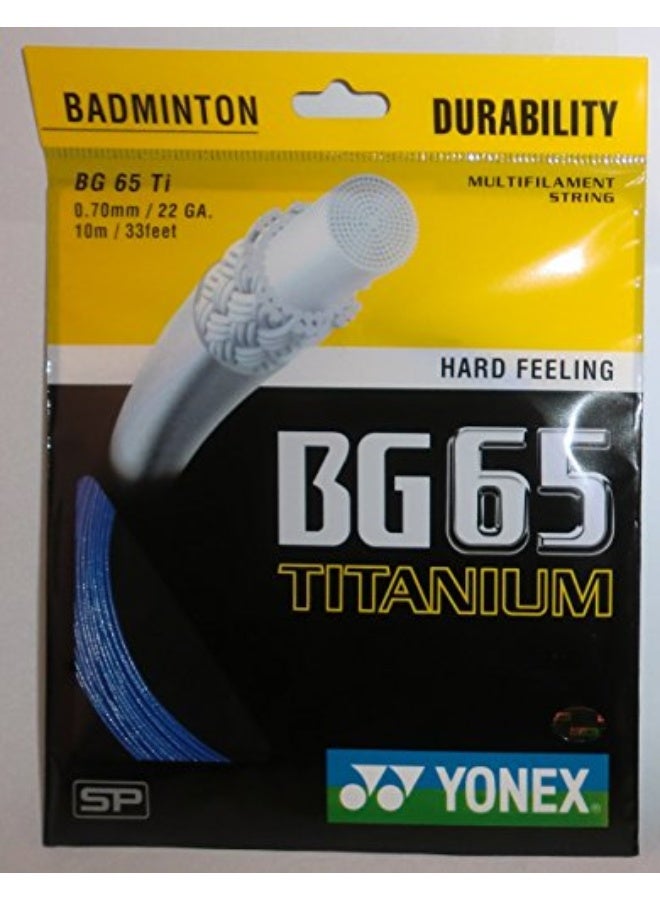 BADMINTON
DURABILITY
BG 65 Ti
0.70mm / 22 GA.
10m / 33feet
MULTIFILAMENT
STRING
HARD FEELING
BG65
TITANIUM
SP
YONEX®